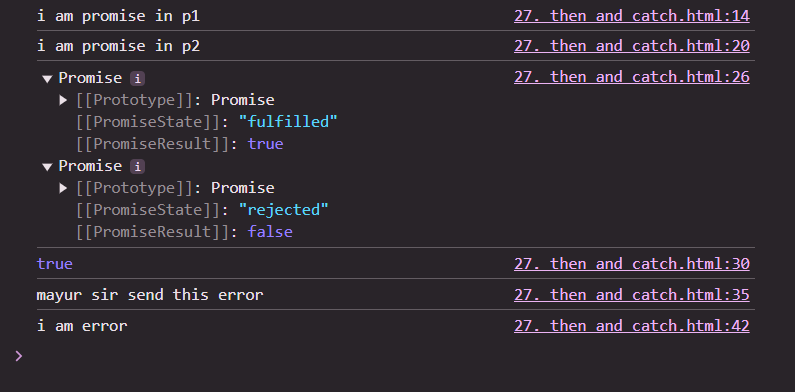 i am promise in p1 27. then and catch.html:14
i am promise in p2 27. then and catch.html:20
▼ Promise i 27. then and catch.html:26
▶ [[Prototype]]: Promise
[[PromiseState]]: "fulfilled"
[[PromiseResult]]: true
▼ Promise i
▶ [[Prototype]]: Promise
[[PromiseState]]: "rejected"
[[PromiseResult]]: false
true 27. then and catch.html:30
mayur sir send this error 27. then and catch.html:35
i am error 27. then and catch.html:42
>